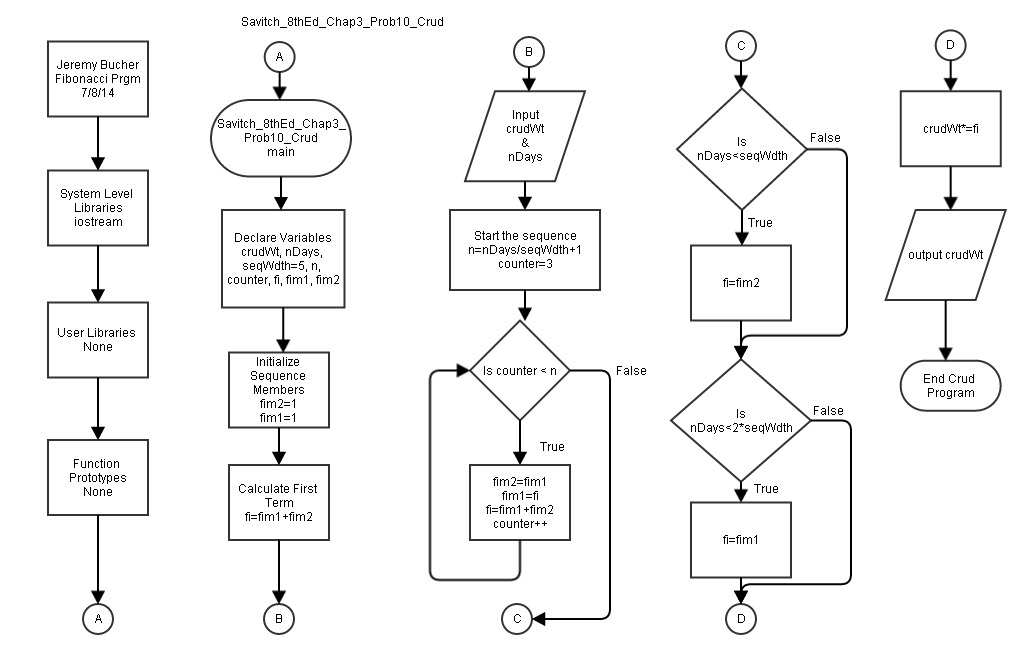 Savitch_8thEd_Chap3_Prob10_Crud
Jeremy Bucher
Fibonacci Prgm
7/8/14
System Level
Libraries
iostream
User Libraries
None
Function
Prototypes
None
A
A
Savitch_8thEd_Chap3_
Prob10_Crud
main
Declare Variables
crudWt, nDays,
seqWdth=5, n,
counter, fi, fim1, fim2
Initialize
Sequence
Members
fim2=1
fim1=1
Calculate First
Term
fi=fim1+fim2
B
B
Input
crudWt
&
nDays
Start the sequence
n=nDays/seqWdth+1
counter=3
Is counter < n
False
True
fim2=fim1
fim1=fi
fi=fim1+fim2
counter++
C
C
Is
nDays<seqWdth
False
True
fi=fim2
Is
nDays<2*seqWdth
False
True
fi=fim1
D
D
crudWt*=fi
output crudWt
End Crud
Program